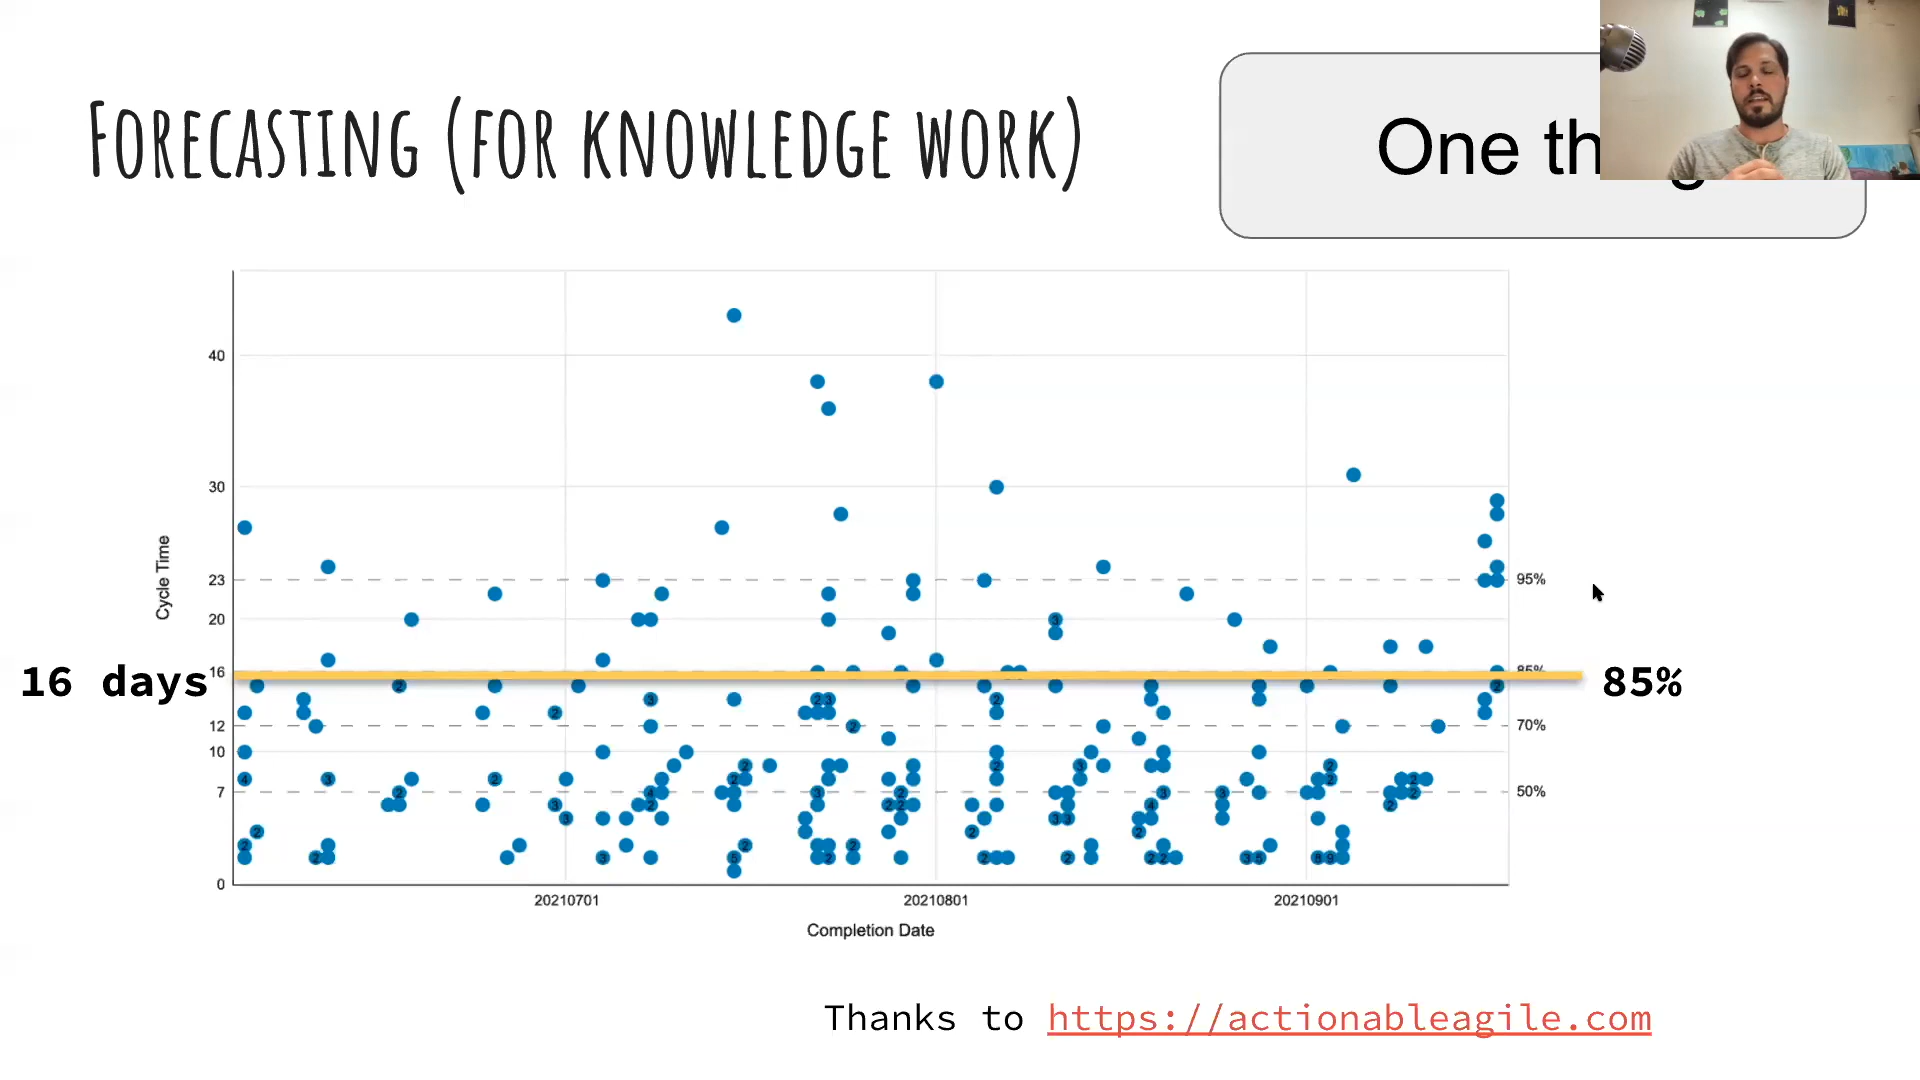 Forecasting (for knowledge work)
One
40
30
23
95%
20
16 days
16
85%
85%
12
70%
10
7
50%
0
Cycle Time
20210701
20210801
20210901
Completion Date
Thanks to https://actionableagile.com